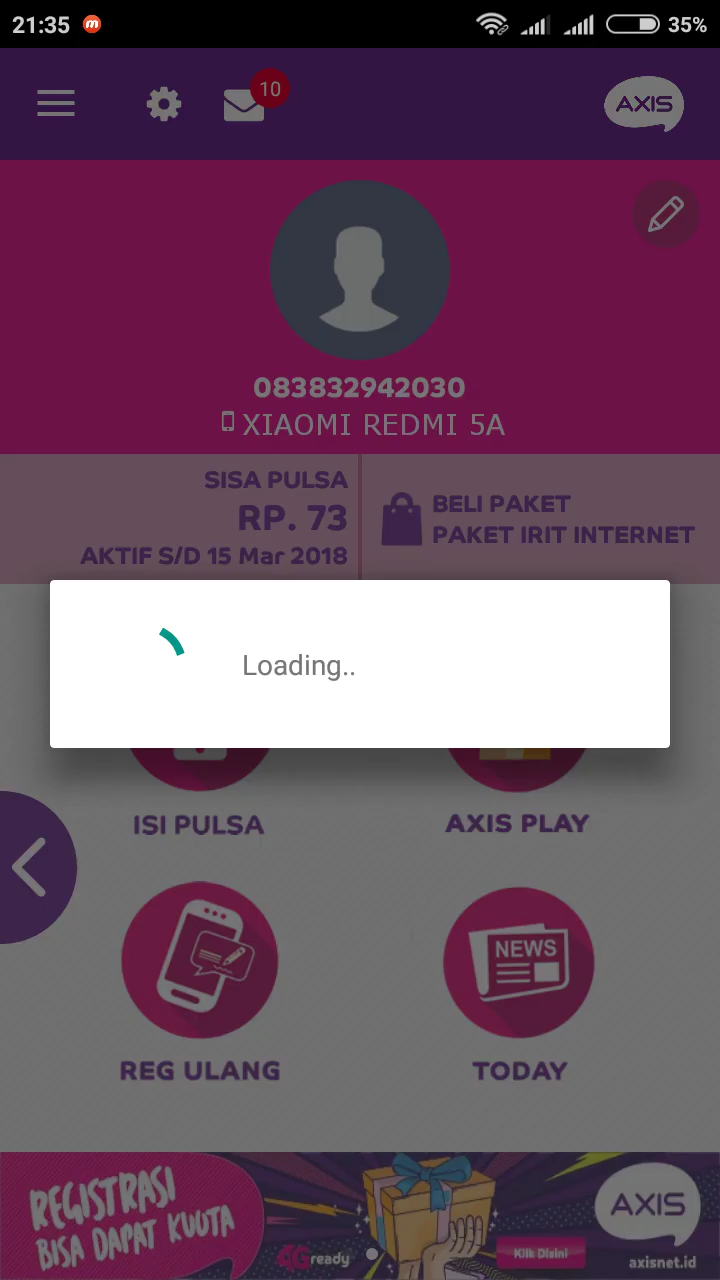 21:35
35%
10
AXIS
083832942030
XIAOMI REDMI 5A
SISA PULSA
RP. 73
AKTIF S/D 15 Mar 2018
BELI PAKET
PAKET IRIT INTERNET
Loading..
ISI PULSA
AXIS PLAY
NEWS
REG ULANG
TODAY
REGISTRASI
BISA DAPAT KUOTA
4G ready
Klik Disini
AXIS
axisnet.id